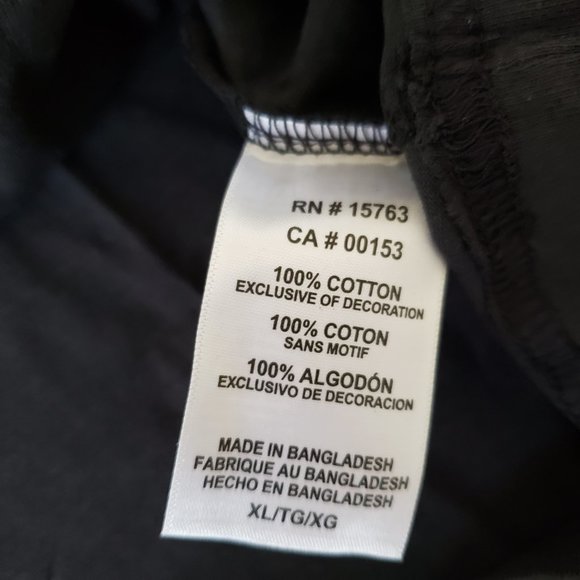 RN # 15763
CA # 00153
100% COTTON
EXCLUSIVE OF DECORATION
100% COTON
SANS MOTIF
100% ALGODÓN
EXCLUSIVO DE DECORACION
MADE IN BANGLADESH
FABRIQUE AU BANGLADESH
HECHO EN BANGLADESH
XL/TG/XG